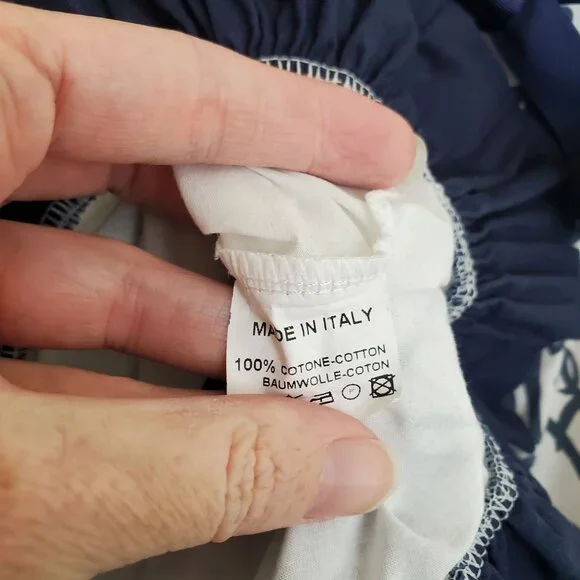 MADE IN ITALY
100% COTONE-COTTON
BAUMWOLLE-COTON